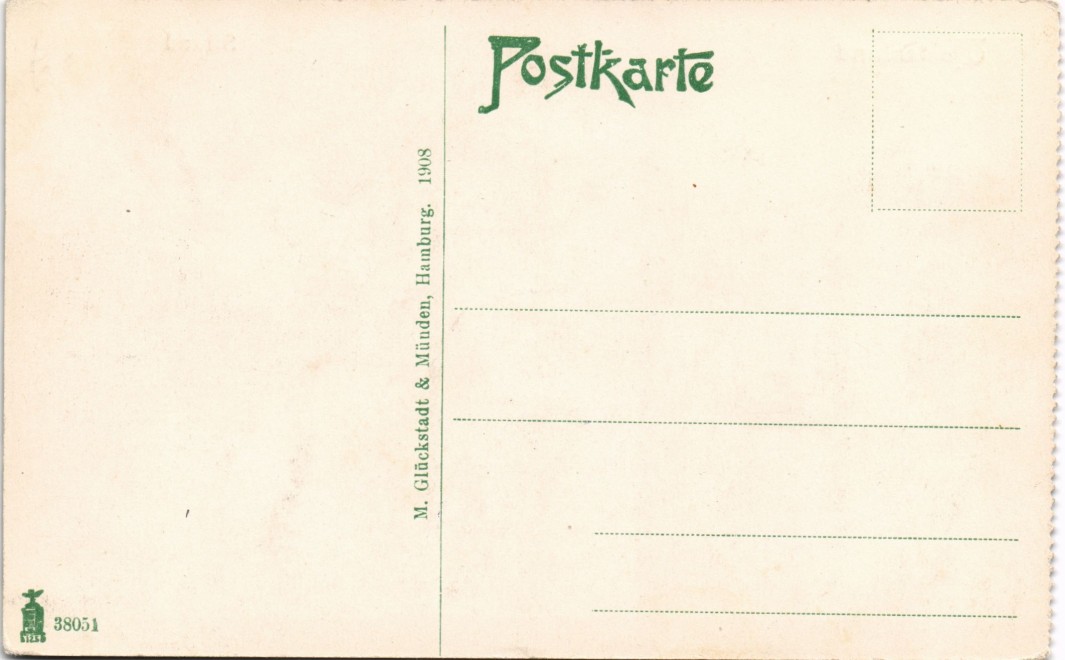 Postkarte
M. Glückstadt & Münden, Hamburg. 1908
38051